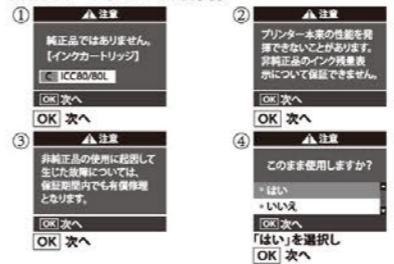 ①
⚠注意
純正品ではありません。
【インクカートリッジ】
C ICC80/80L
OK 次へ
OK 次へ
②
⚠注意
プリンター本来の性能を発
揮できないことがあります。
非純正品のインク残量表
示について保証できません。
OK 次へ
OK 次へ
③
⚠注意
非純正品の使用に起因して
生じた故障については、
保証期間内でも有償修理
となります。
OK 次へ
OK 次へ
④
⚠注意
このまま使用しますか?
・はい
・いいえ
OK 次へ
「はい」を選択し
OK 次へ